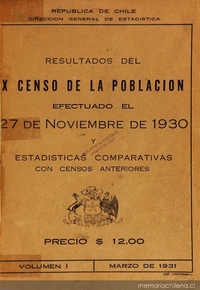 REPUBLICA DE CHILE
DIRECCION GENERAL DE ESTADISTICA
RESULTADOS DEL
X CENSO DE LA POBLACION
EFECTUADO EL
27 DE NOVIEMBRE DE 1930
Y
ESTADISTICAS COMPARATIVAS
CON CENSOS ANTERIORES
PRECIO $ 12.00
VOLUMEN I
MARZO DE 1931
memoriachilena.cl